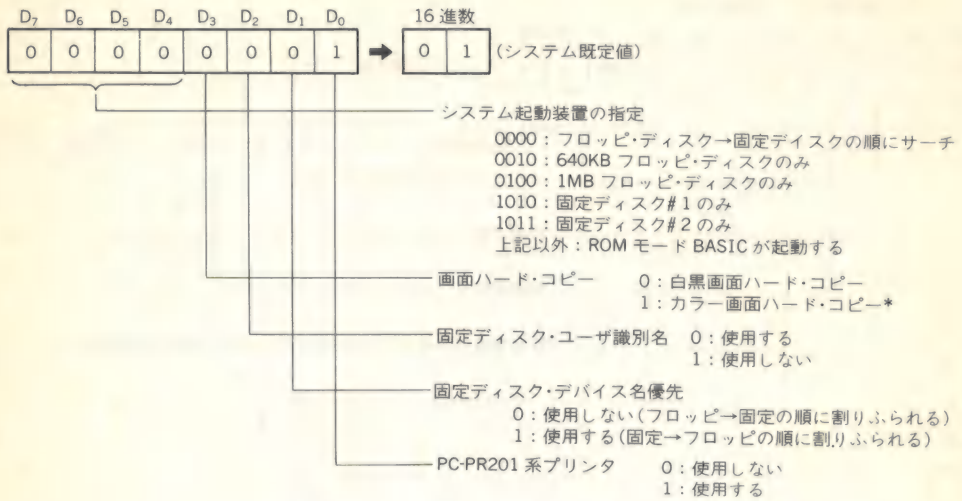 D₇ D₆ D₅ D₄ D₃ D₂ D₁ D₀ 16進数
0 0 0 0 0 0 0 1 ➡ 0 1 (システム既定値)
システム起動装置の指定
0000：フロッピ・ディスク→固定デイスクの順にサーチ
0010：640KB フロッピ・ディスクのみ
0100：1MB フロッピ・ディスクのみ
1010：固定ディスク#1のみ
1011：固定ディスク#2のみ
上記以外：ROM モード BASIC が起動する
画面ハード・コピー 0：白黒画面ハード・コピー
1：カラー画面ハード・コピー*
固定ディスク・ユーザ識別名 0：使用する
1：使用しない
固定ディスク・デバイス名優先
0：使用しない(フロッピ→固定の順に割りふられる)
1：使用する(固定→フロッピの順に割りふられる)
PC-PR201 系プリンタ 0：使用しない
1：使用する